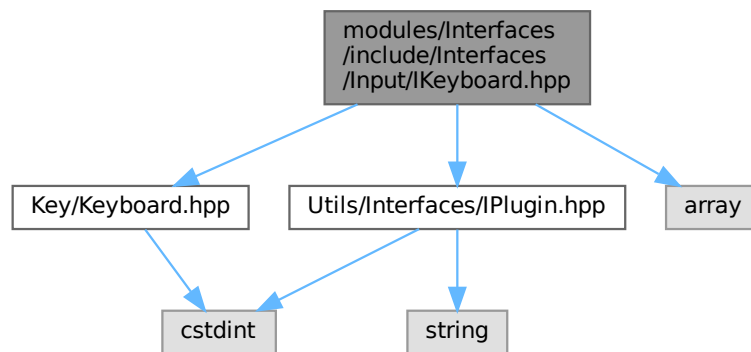 modules/Interfaces
/include/Interfaces
/Input/IKeyboard.hpp
Key/Keyboard.hpp
Utils/Interfaces/IPlugin.hpp
array
cstdint
string